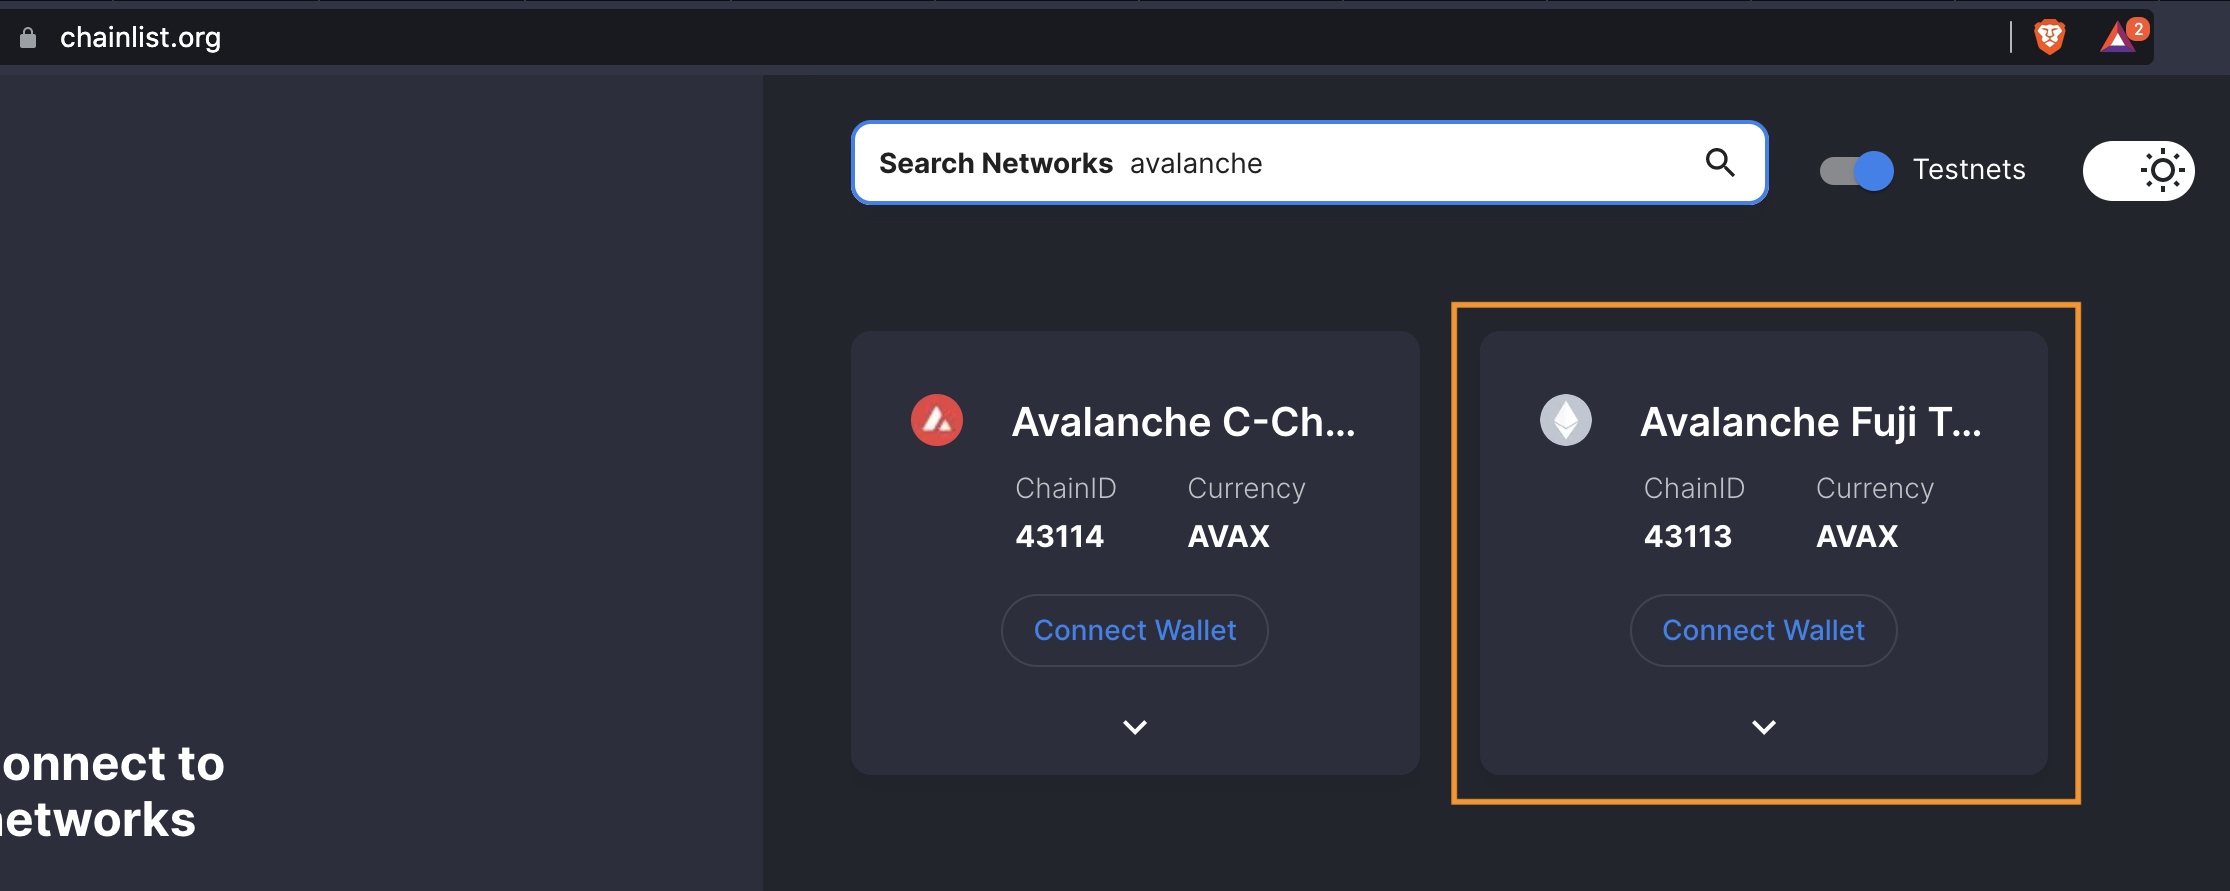 chainlist.org
2
Search Networks avalanche
Testnets
Avalanche C-Ch...
ChainID Currency
43114 AVAX
Connect Wallet
Avalanche Fuji T...
ChainID Currency
43113 AVAX
Connect Wallet
onnect to
networks